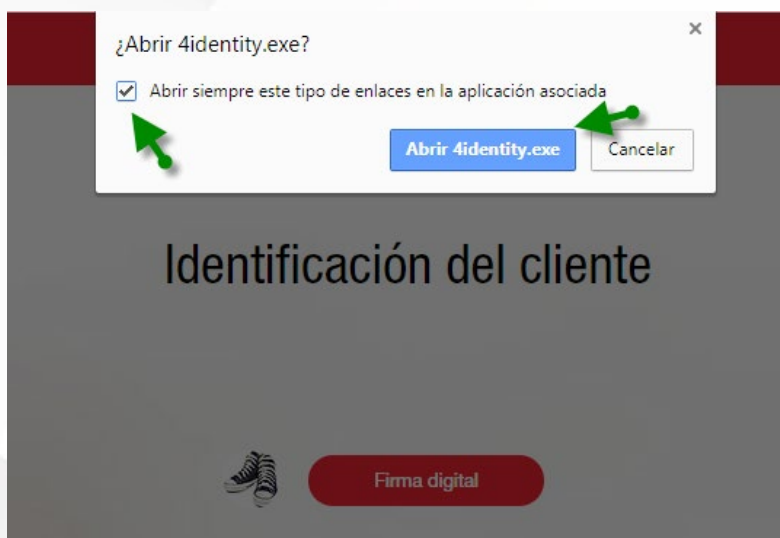 ¿Abrir 4identity.exe?
Abrir siempre este tipo de enlaces en la aplicación asociada
Abrir 4identity.exe
Cancelar
Identificación del cliente
Firma digital